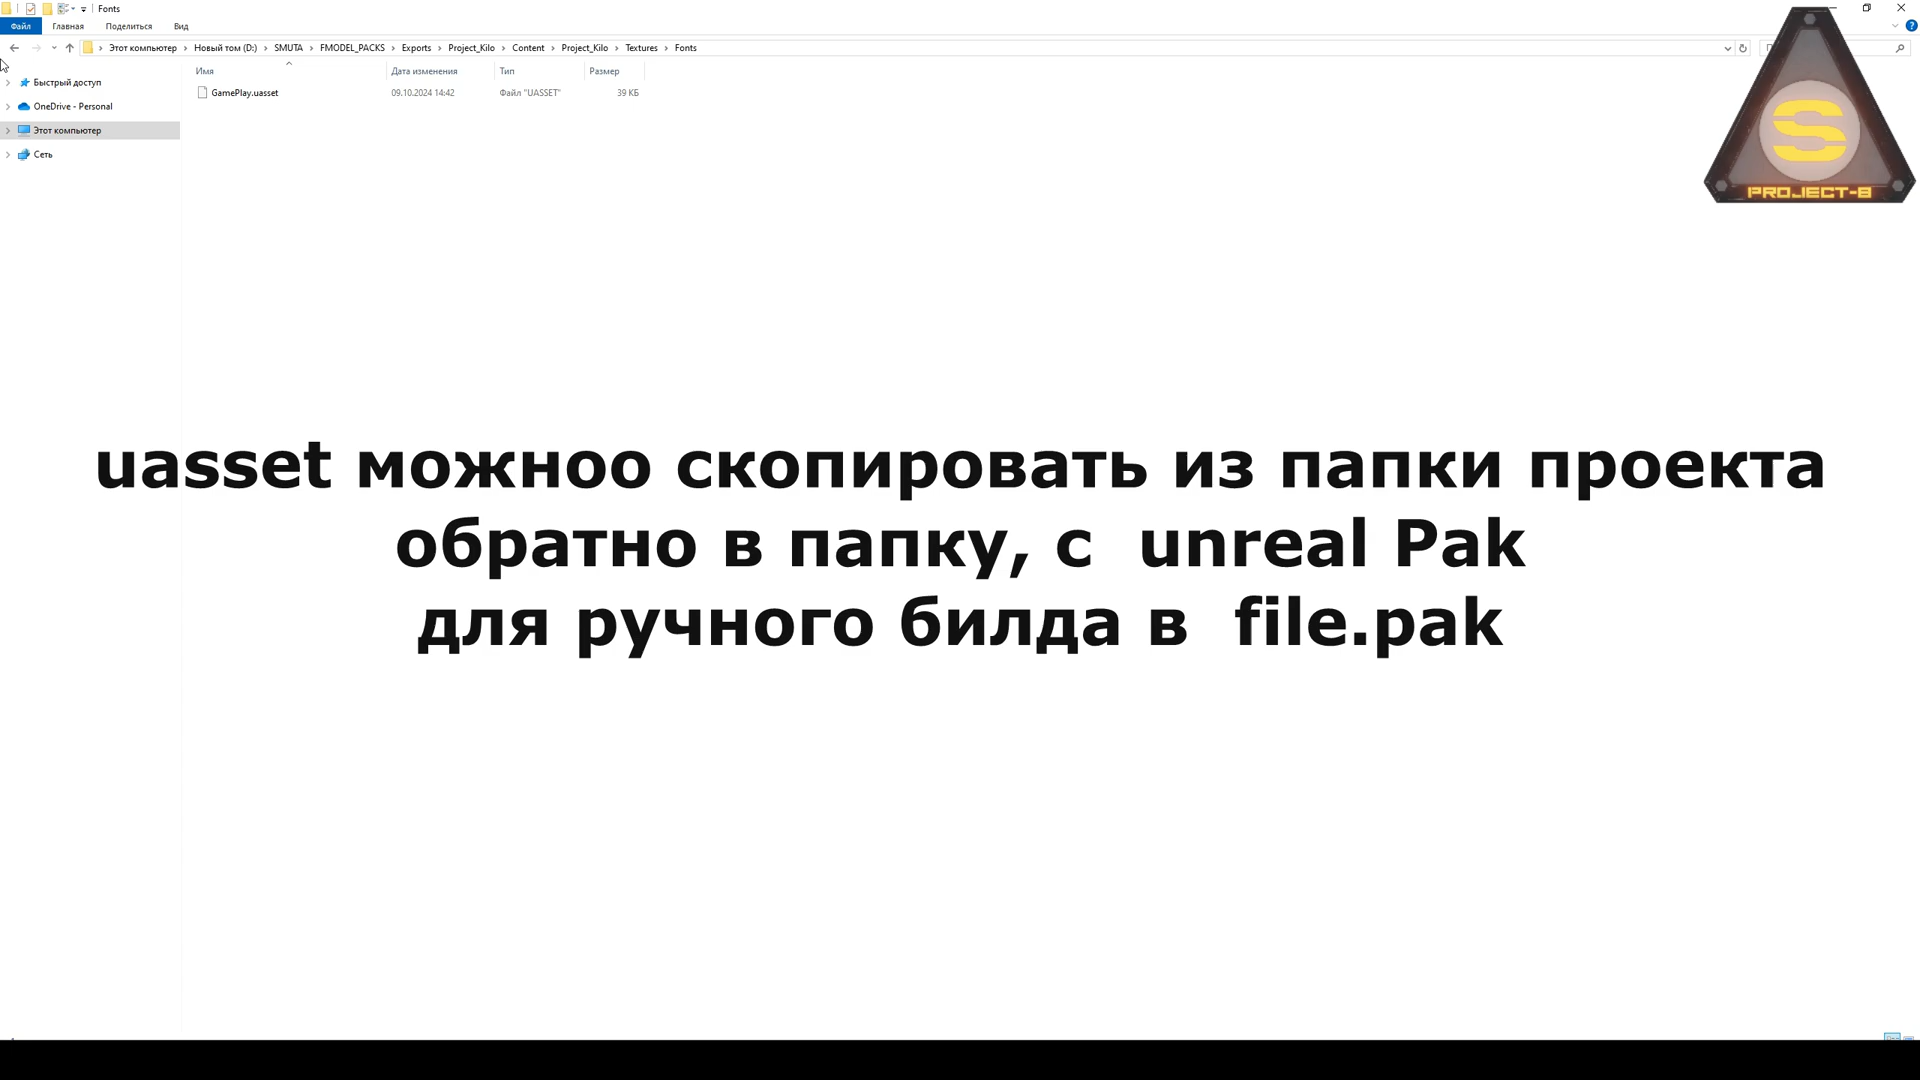 Fonts
Файл Главная Поделиться Вид
Этот компьютер Новый том (D:) SMUTA FMODEL_PACKS Exports Project_Kilo Content Project_Kilo Textures Fonts
Имя Дата изменения Тип Размер
Быстрый доступ
GamePlay.uasset 09.10.2024 14:42 Файл "UASSET" 39 КБ
OneDrive - Personal
Этот компьютер
Сеть
S
PROJECT-8
uasset можноо скопировать из папки проекта
обратно в папку, с unreal Pak
для ручного билда в file.pak